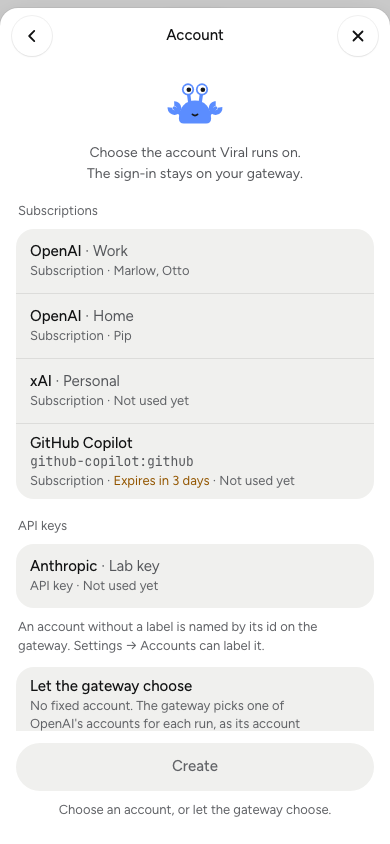 Account
Choose the account Viral runs on.
The sign-in stays on your gateway.
Subscriptions
OpenAI · Work
Subscription · Marlow, Otto
OpenAI · Home
Subscription · Pip
xAI · Personal
Subscription · Not used yet
GitHub Copilot
github-copilot:github
Subscription · Expires in 3 days · Not used yet
API keys
Anthropic · Lab key
API key · Not used yet
An account without a label is named by its id on the
gateway. Settings → Accounts can label it.
Let the gateway choose
No fixed account. The gateway picks one of
OpenAI's accounts for each run, as its account
Create
Choose an account, or let the gateway choose.